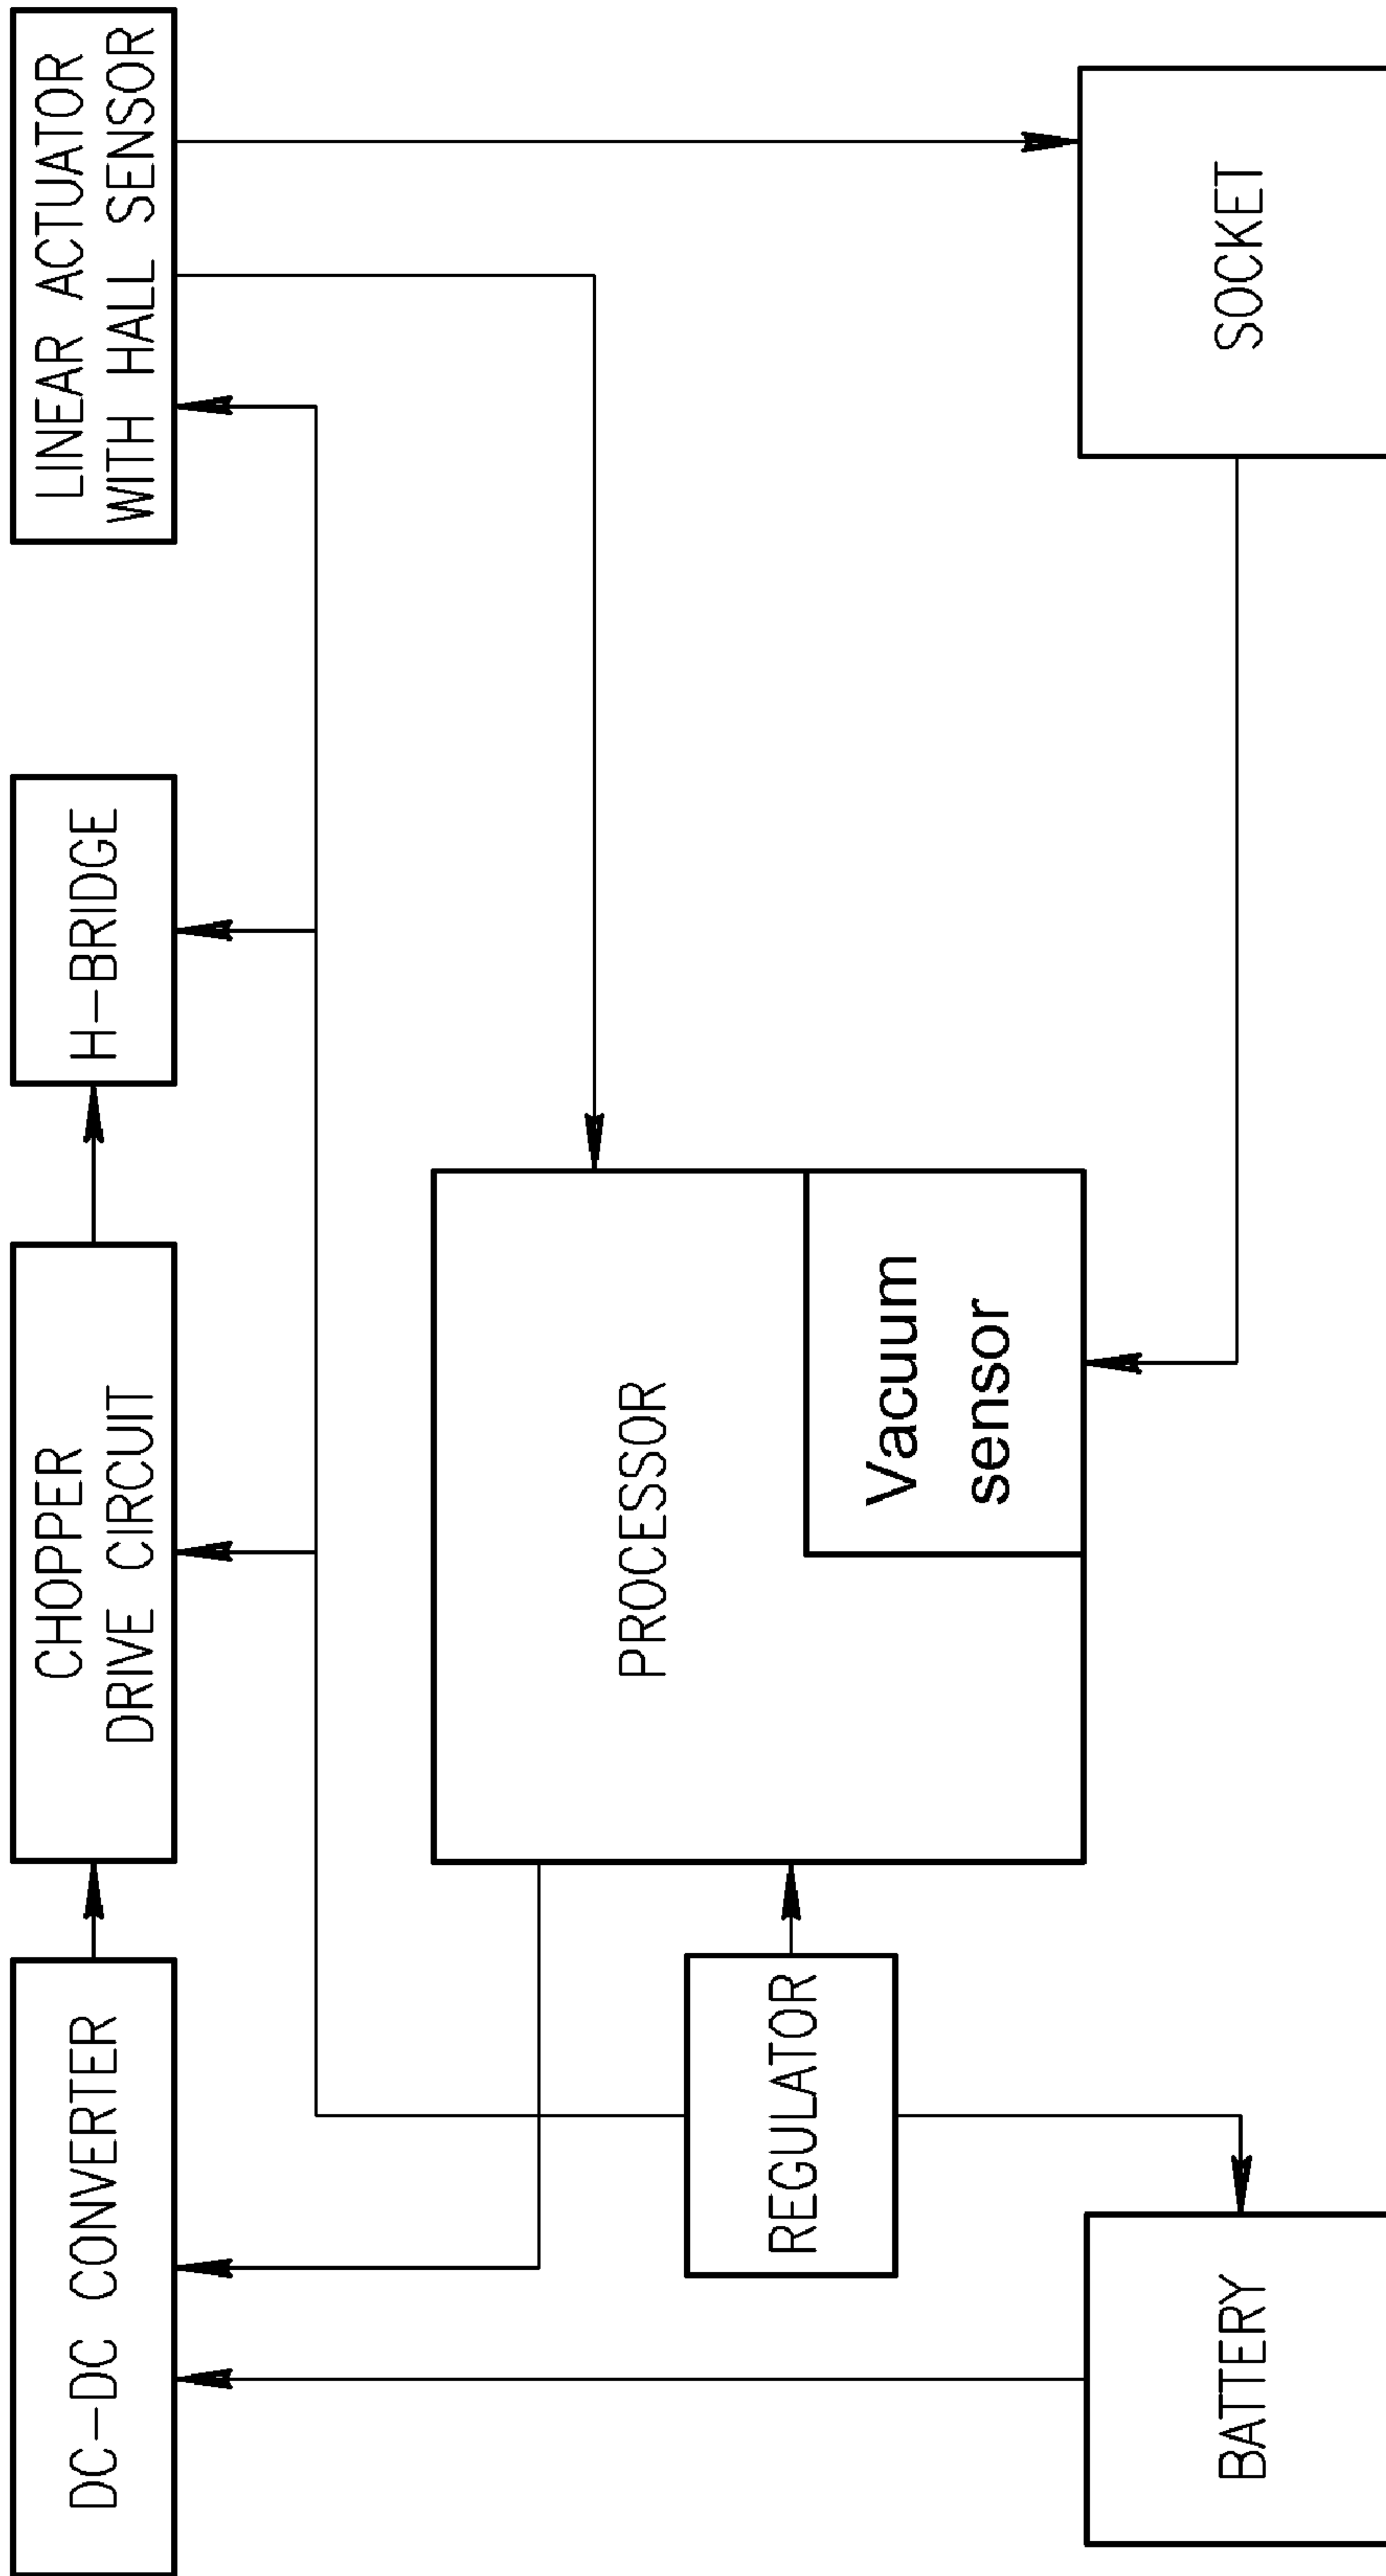 DC-DC CONVERTER
CHOPPER
DRIVE CIRCUIT
H-BRIDGE
LINEAR ACTUATOR
WITH HALL SENSOR
PROCESSOR
Vacuum
sensor
REGULATOR
BATTERY
SOCKET